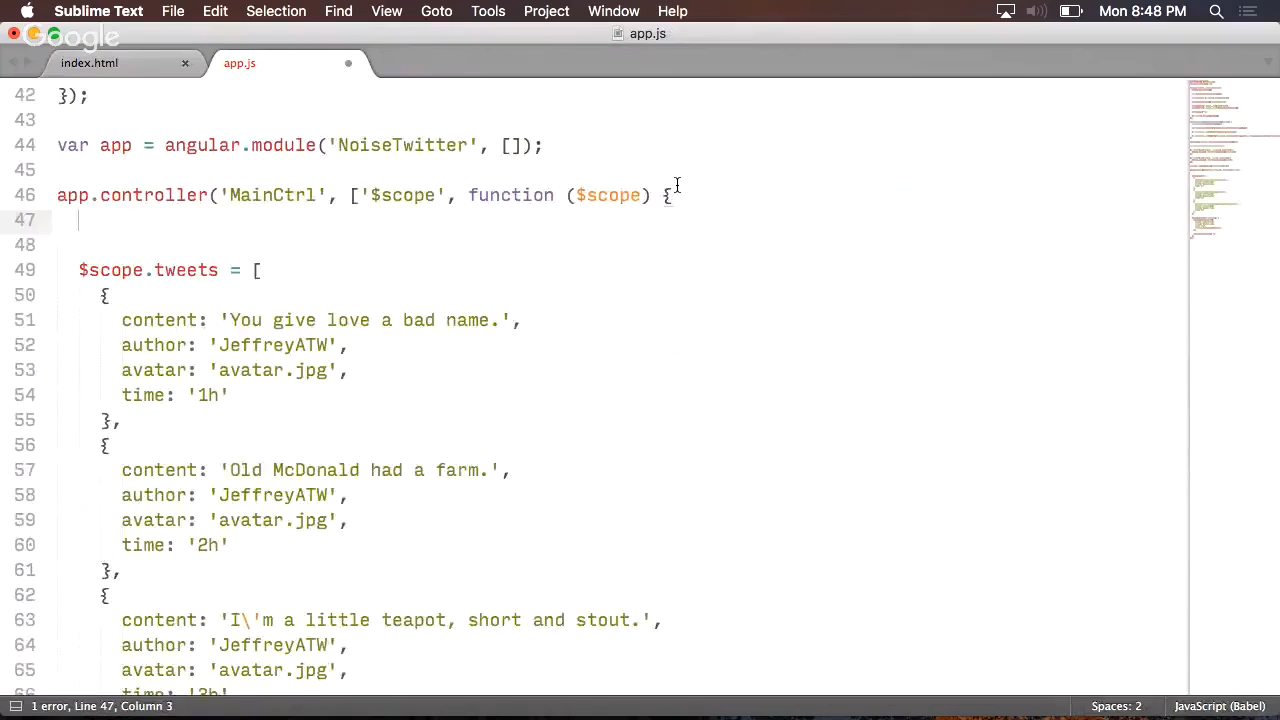 Sublime Text File Edit Selection Find View Goto Tools Project Window Help Mon 8:48 PM
Google
app.js
index.html × app.js
42 });
43
44 var app = angular.module('NoiseTwitter', []);
45
46 app.controller('MainCtrl', ['$scope', function ($scope) {
47
48
49 $scope.tweets = [
50 {
51 content: 'You give love a bad name.',
52 author: 'JeffreyATW',
53 avatar: 'avatar.jpg',
54 time: '1h'
55 },
56 {
57 content: 'Old McDonald had a farm.',
58 author: 'JeffreyATW',
59 avatar: 'avatar.jpg',
60 time: '2h'
61 },
62 {
63 content: 'I\'m a little teapot, short and stout.',
64 author: 'JeffreyATW',
65 avatar: 'avatar.jpg',
66 time: '3h'
1 error, Line 47, Column 3 Spaces: 2 JavaScript (Babel)